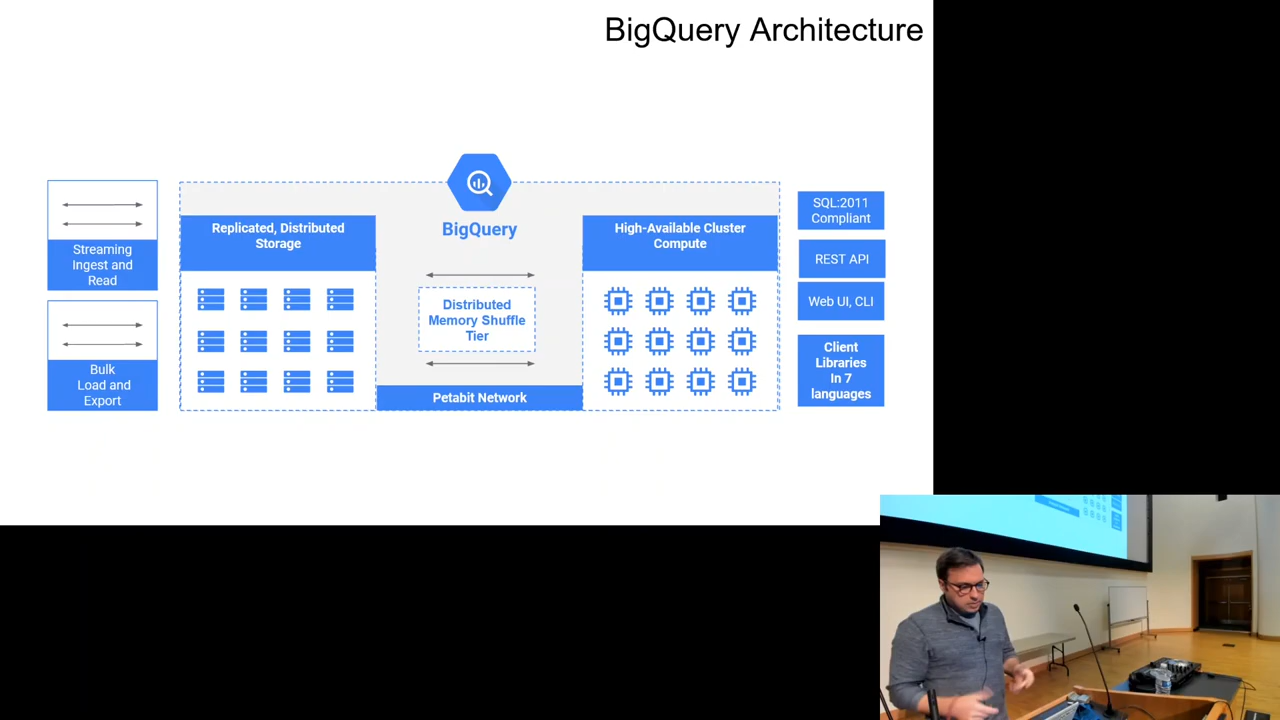 BigQuery Architecture
Streaming
Ingest and
Read
Bulk
Load and
Export
Replicated, Distributed
Storage
BigQuery
Distributed
Memory Shuffle
Tier
Petabit Network
High-Available Cluster
Compute
SQL:2011
Compliant
REST API
Web UI, CLI
Client
Libraries
In 7
languages